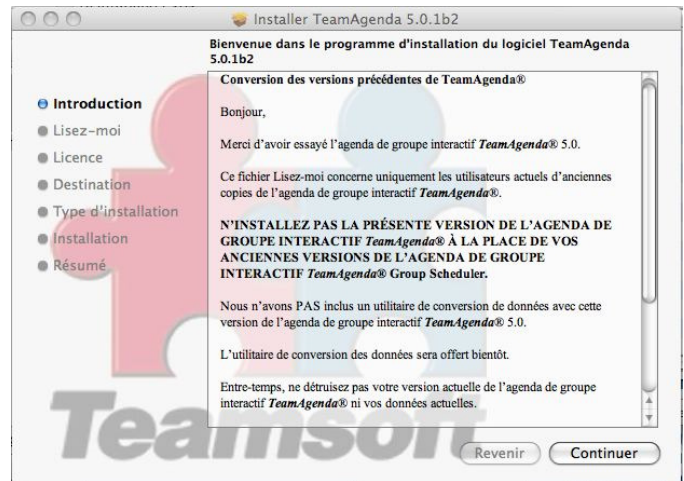 Installer TeamAgenda 5.0.1b2
Bienvenue dans le programme d'installation du logiciel TeamAgenda
5.0.1b2
Introduction
Lisez-moi
Licence
Destination
Type d'installation
Installation
Résumé
Conversion des versions précédentes de TeamAgenda®
Bonjour,
Merci d'avoir essayé l'agenda de groupe interactif TeamAgenda® 5.0.
Ce fichier Lisez-moi concerne uniquement les utilisateurs actuels d'anciennes
copies de l'agenda de groupe interactif TeamAgenda®.
N'INSTALLEZ PAS LA PRÉSENTE VERSION DE L'AGENDA DE
GROUPE INTERACTIF TeamAgenda® À LA PLACE DE VOS
ANCIENNES VERSIONS DE L'AGENDA DE GROUPE
INTERACTIF TeamAgenda® Group Scheduler.
Nous n'avons PAS inclus un utilitaire de conversion de données avec cette
version de l'agenda de groupe interactif TeamAgenda® 5.0.
L'utilitaire de conversion des données sera offert bientôt.
Entre-temps, ne détruisez pas votre version actuelle de l'agenda de groupe
interactif TeamAgenda® ni vos données actuelles.
Teamsoft
Revenir
Continuer